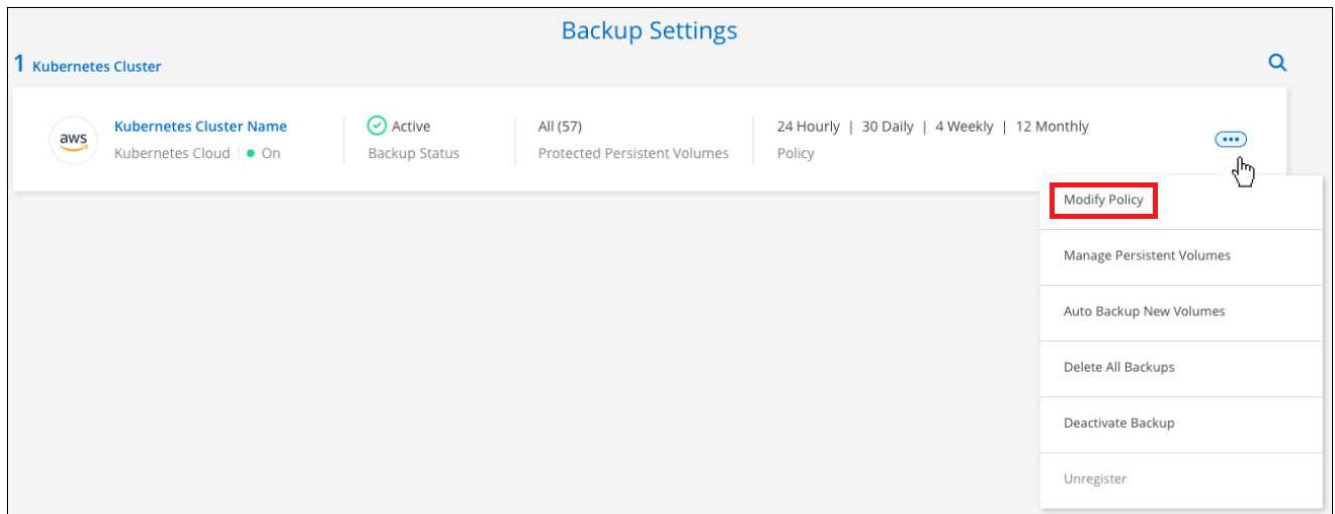 Backup Settings
1 Kubernetes Cluster
aws
Kubernetes Cluster Name
Kubernetes Cloud
On
Active
Backup Status
All (57)
Protected Persistent Volumes
24 Hourly | 30 Daily | 4 Weekly | 12 Monthly
Policy
Modify Policy
Manage Persistent Volumes
Auto Backup New Volumes
Delete All Backups
Deactivate Backup
Unregister